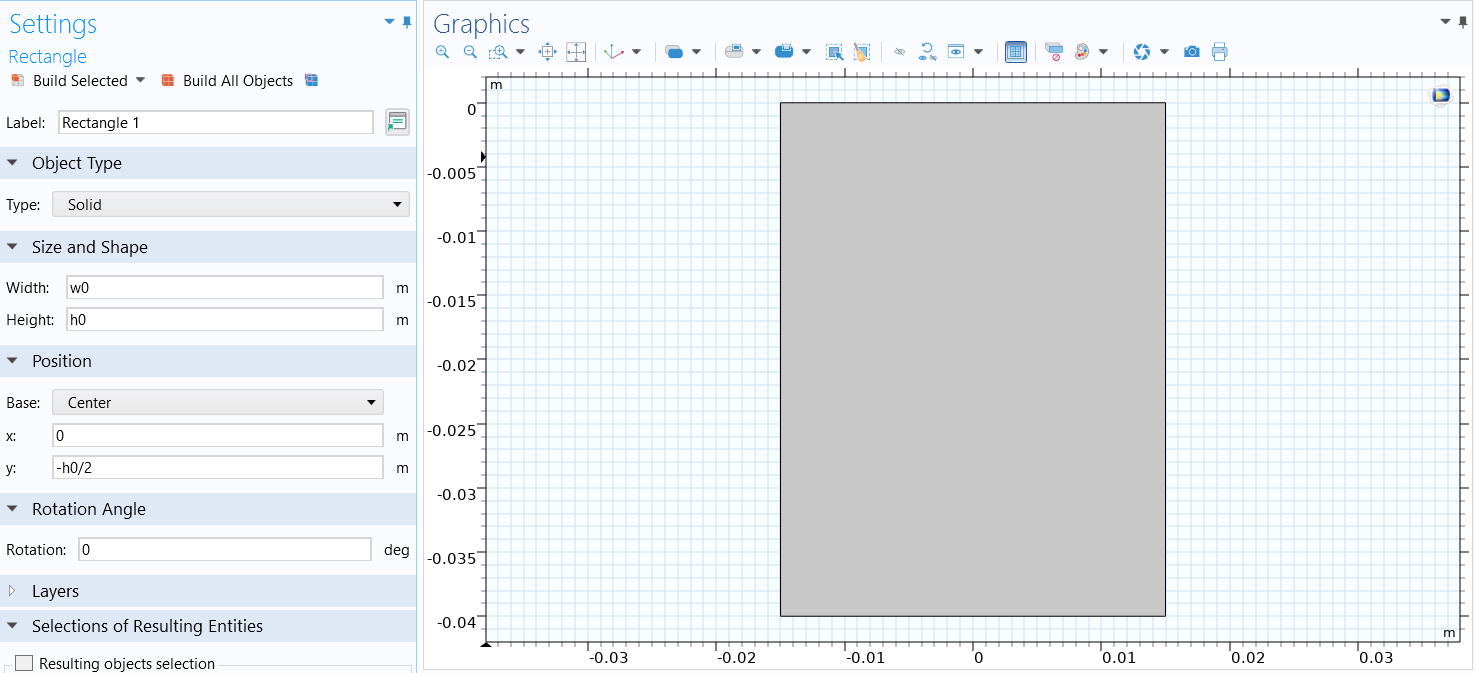 Settings
Rectangle
Build Selected Build All Objects
Label: Rectangle 1
Object Type
Type: Solid
Size and Shape
Width: w0 m
Height: h0 m
Position
Base: Center
x: 0 m
y: -h0/2 m
Rotation Angle
Rotation: 0 deg
Layers
Selections of Resulting Entities
Resulting objects selection
Graphics
m
0
-0.005
-0.01
-0.015
-0.02
-0.025
-0.03
-0.035
-0.04
m
-0.03 -0.02 -0.01 0 0.01 0.02 0.03